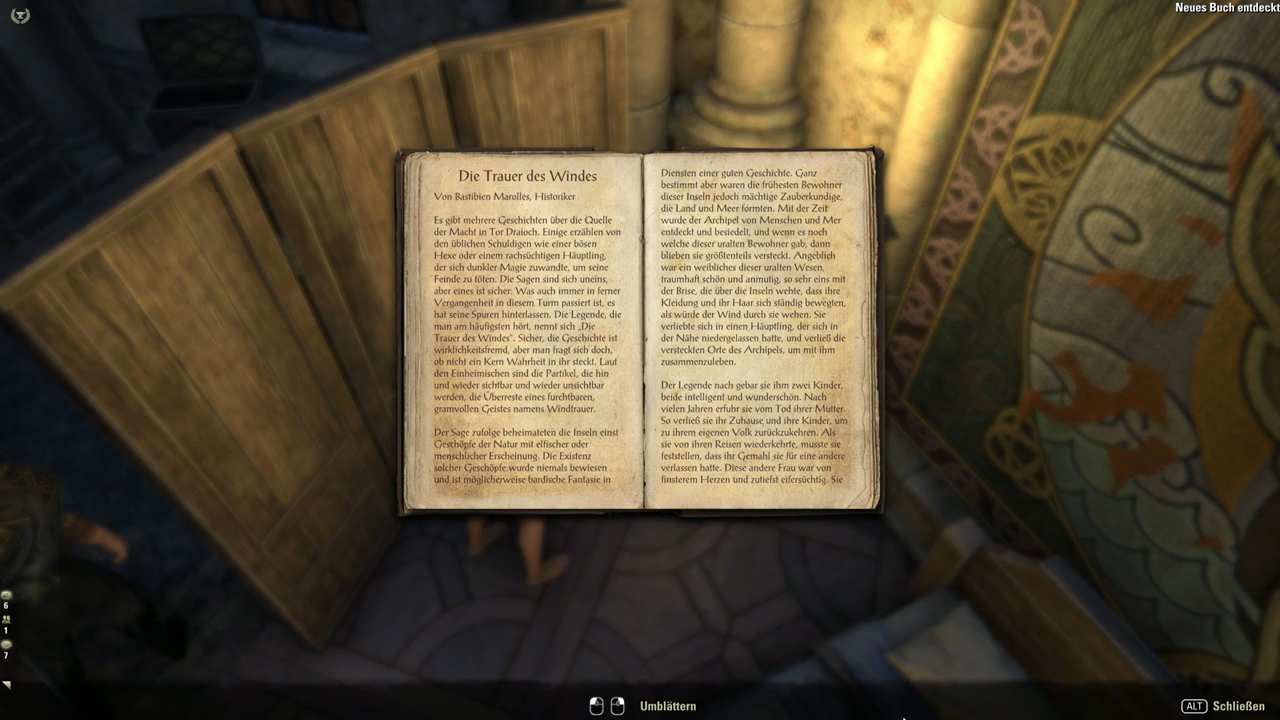 Neues Buch entdeckt
Die Trauer des Windes
Von Bastibien Marolles, Historiker
Es gibt mehrere Geschichten über die Quelle
der Macht in Tor Draioch. Einige erzählen von
den üblichen Schuldigen wie einer bösen
Hexe oder einem rachsüchtigen Häuptling,
der sich dunkler Magie zuwandte, um seine
Feinde zu töten. Die Sagen sind sich uneins,
aber eines ist sicher: Was auch immer in ferner
Vergangenheit in diesem Turm passiert ist, es
hat seine Spuren hinterlassen. Die Legende, die
man am häufigsten hört, nennt sich „Die
Trauer des Windes“. Sicher, die Geschichte ist
wirklichkeitsfremd, aber man fragt sich doch,
ob nicht ein Kern Wahrheit in ihr steckt. Laut
den Einheimischen sind die Partikel, die hin
und wieder sichtbar und wieder unsichtbar
werden, die Überreste eines furchtbaren,
gramvollen Geistes namens Windtrauer.
Der Sage zufolge beheimateten die Inseln einst
Geschöpfe der Natur mit elfischer oder
menschlicher Erscheinung. Die Existenz
solcher Geschöpfe wurde niemals bewiesen
und ist möglicherweise bardische Fantasie in
Diensten einer guten Geschichte. Ganz
bestimmt aber waren die frühesten Bewohner
dieser Inseln jedoch mächtige Zauberkundige,
die Land und Meer formten. Mit der Zeit
wurde der Archipel von Menschen und Mer
entdeckt und besiedelt, und wenn es noch
welche dieser uralten Bewohner gab, dann
blieben sie größtenteils versteckt. Angeblich
war ein weibliches dieser uralten Wesen,
traumhaft schön und anmutig, so sehr eins mit
der Brise, die über die Inseln wehte, dass ihre
Kleidung und ihr Haar sich ständig bewegten,
als würde der Wind durch sie wehen. Sie
verliebte sich in einen Häuptling, der sich in
der Nähe niedergelassen hatte, und verließ die
versteckten Orte des Archipels, um mit ihm
zusammenzuleben.
Der Legende nach gebar sie ihm zwei Kinder,
beide intelligent und wunderschön. Nach
vielen Jahren erfuhr sie vom Tod ihrer Mutter.
So verließ sie ihr Zuhause und ihre Kinder, um
zu ihrem eigenen Volk zurückzukehren. Als
sie von ihren Reisen wiederkehrte, musste sie
feststellen, dass ihr Gemahl sie für eine andere
verlassen hatte. Diese andere Frau war von
finsterem Herzen und zutiefst eifersüchtig. Sie
6
1
7
Umblättern
ALT Schließen